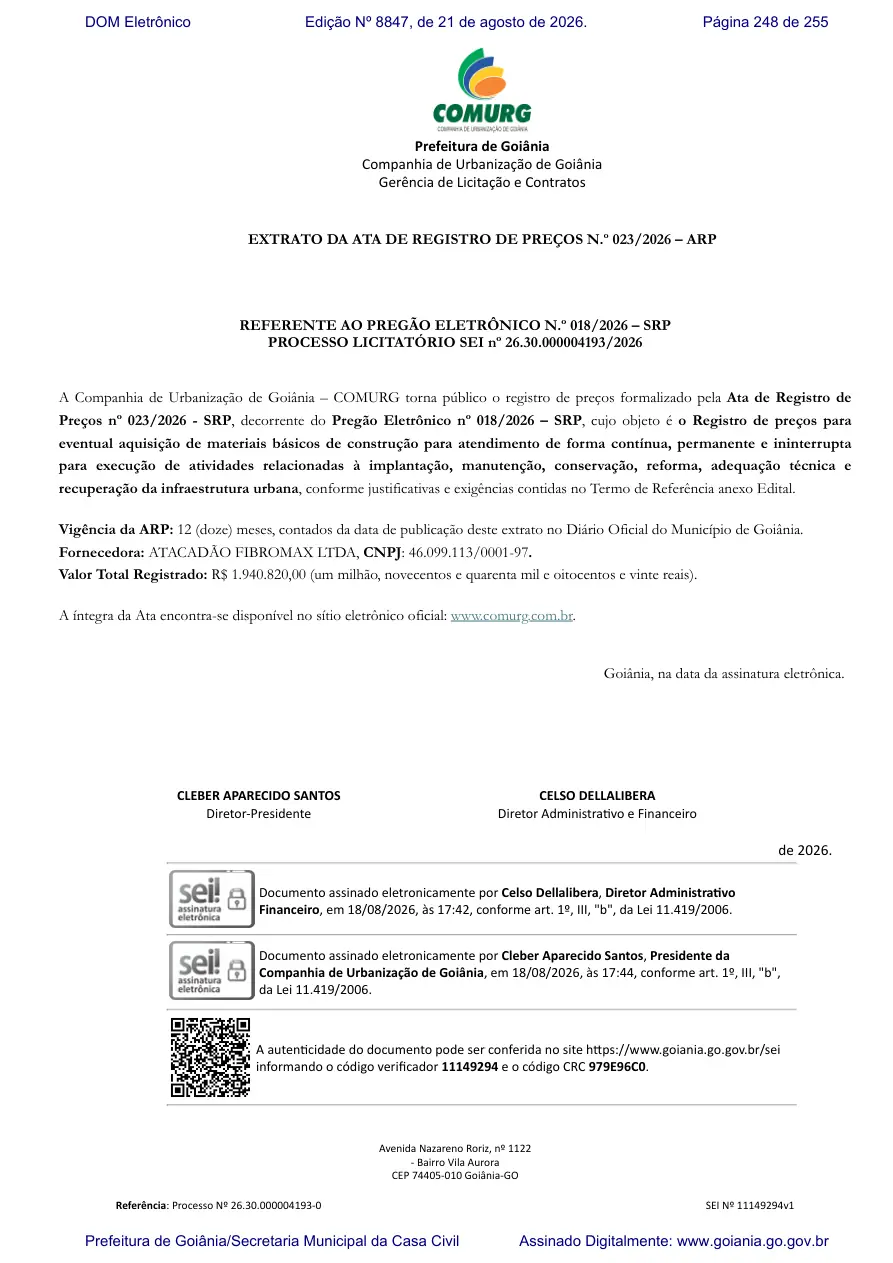 DOM Eletrônico Edição Nº 8847, de 21 de agosto de 2026. Página 248 de 255
COMURG
COMPANHIA DE URBANIZAÇÃO DE GOIÂNIA
Prefeitura de Goiânia
Companhia de Urbanização de Goiânia
Gerência de Licitação e Contratos
EXTRATO DA ATA DE REGISTRO DE PREÇOS N.º 023/2026 – ARP
REFERENTE AO PREGÃO ELETRÔNICO N.º 018/2026 – SRP
PROCESSO LICITATÓRIO SEI nº 26.30.000004193/2026
A Companhia de Urbanização de Goiânia – COMURG torna público o registro de preços formalizado pela Ata de Registro de
Preços nº 023/2026 - SRP, decorrente do Pregão Eletrônico nº 018/2026 – SRP, cujo objeto é o Registro de preços para
eventual aquisição de materiais básicos de construção para atendimento de forma contínua, permanente e ininterrupta
para execução de atividades relacionadas à implantação, manutenção, conservação, reforma, adequação técnica e
recuperação da infraestrutura urbana, conforme justificativas e exigências contidas no Termo de Referência anexo Edital.
Vigência da ARP: 12 (doze) meses, contados da data de publicação deste extrato no Diário Oficial do Município de Goiânia.
Fornecedora: ATACADÃO FIBROMAX LTDA, CNPJ: 46.099.113/0001-97.
Valor Total Registrado: R$ 1.940.820,00 (um milhão, novecentos e quarenta mil e oitocentos e vinte reais).
A íntegra da Ata encontra-se disponível no sítio eletrônico oficial: www.comurg.com.br.
Goiânia, na data da assinatura eletrônica.
CLEBER APARECIDO SANTOS CELSO DELLALIBERA
Diretor-Presidente Diretor Administrativo e Financeiro
de 2026.
sei!
assinatura
eletrônica
Documento assinado eletronicamente por Celso Dellalibera, Diretor Administrativo
Financeiro, em 18/08/2026, às 17:42, conforme art. 1º, III, "b", da Lei 11.419/2006.
sei!
assinatura
eletrônica
Documento assinado eletronicamente por Cleber Aparecido Santos, Presidente da
Companhia de Urbanização de Goiânia, em 18/08/2026, às 17:44, conforme art. 1º, III, "b",
da Lei 11.419/2006.
A autenticidade do documento pode ser conferida no site https://www.goiania.go.gov.br/sei
informando o código verificador 11149294 e o código CRC 979E96C0.
Avenida Nazareno Roriz, nº 1122
- Bairro Vila Aurora
CEP 74405-010 Goiânia-GO
Referência: Processo Nº 26.30.000004193-0 SEI Nº 11149294v1
Prefeitura de Goiânia/Secretaria Municipal da Casa Civil Assinado Digitalmente: www.goiania.go.gov.br